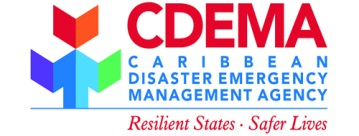 CDEMA
CARIBBEAN
DISASTER EMERGENCY
MANAGEMENT AGENCY
Resilient States · Safer Lives